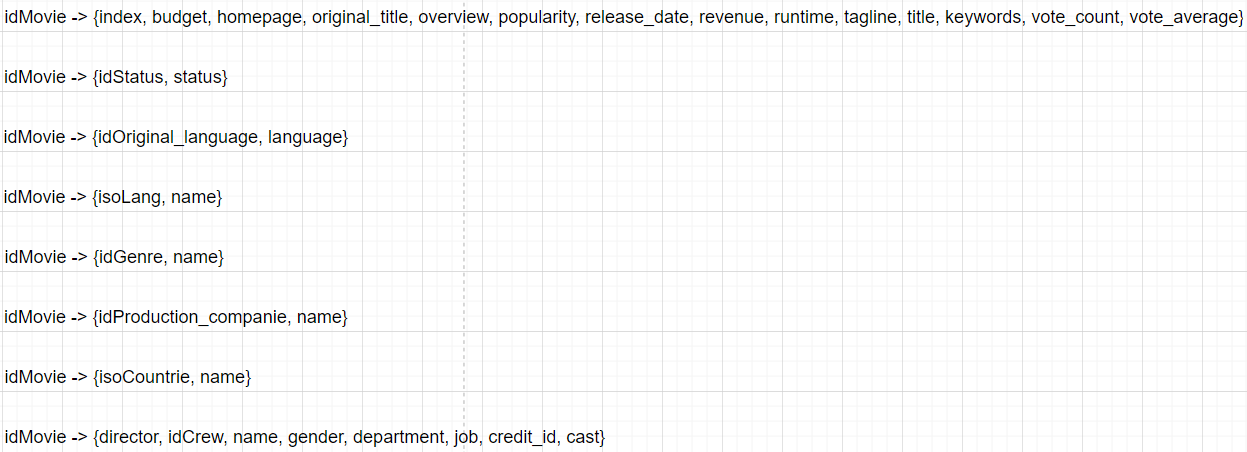 idMovie -> {index, budget, homepage, original_title, overview, popularity, release_date, revenue, runtime, tagline, title, keywords, vote_count, vote_average}
idMovie -> {idStatus, status}
idMovie -> {idOriginal_language, language}
idMovie -> {isoLang, name}
idMovie -> {idGenre, name}
idMovie -> {idProduction_companie, name}
idMovie -> {isoCountrie, name}
idMovie -> {director, idCrew, name, gender, department, job, credit_id, cast}